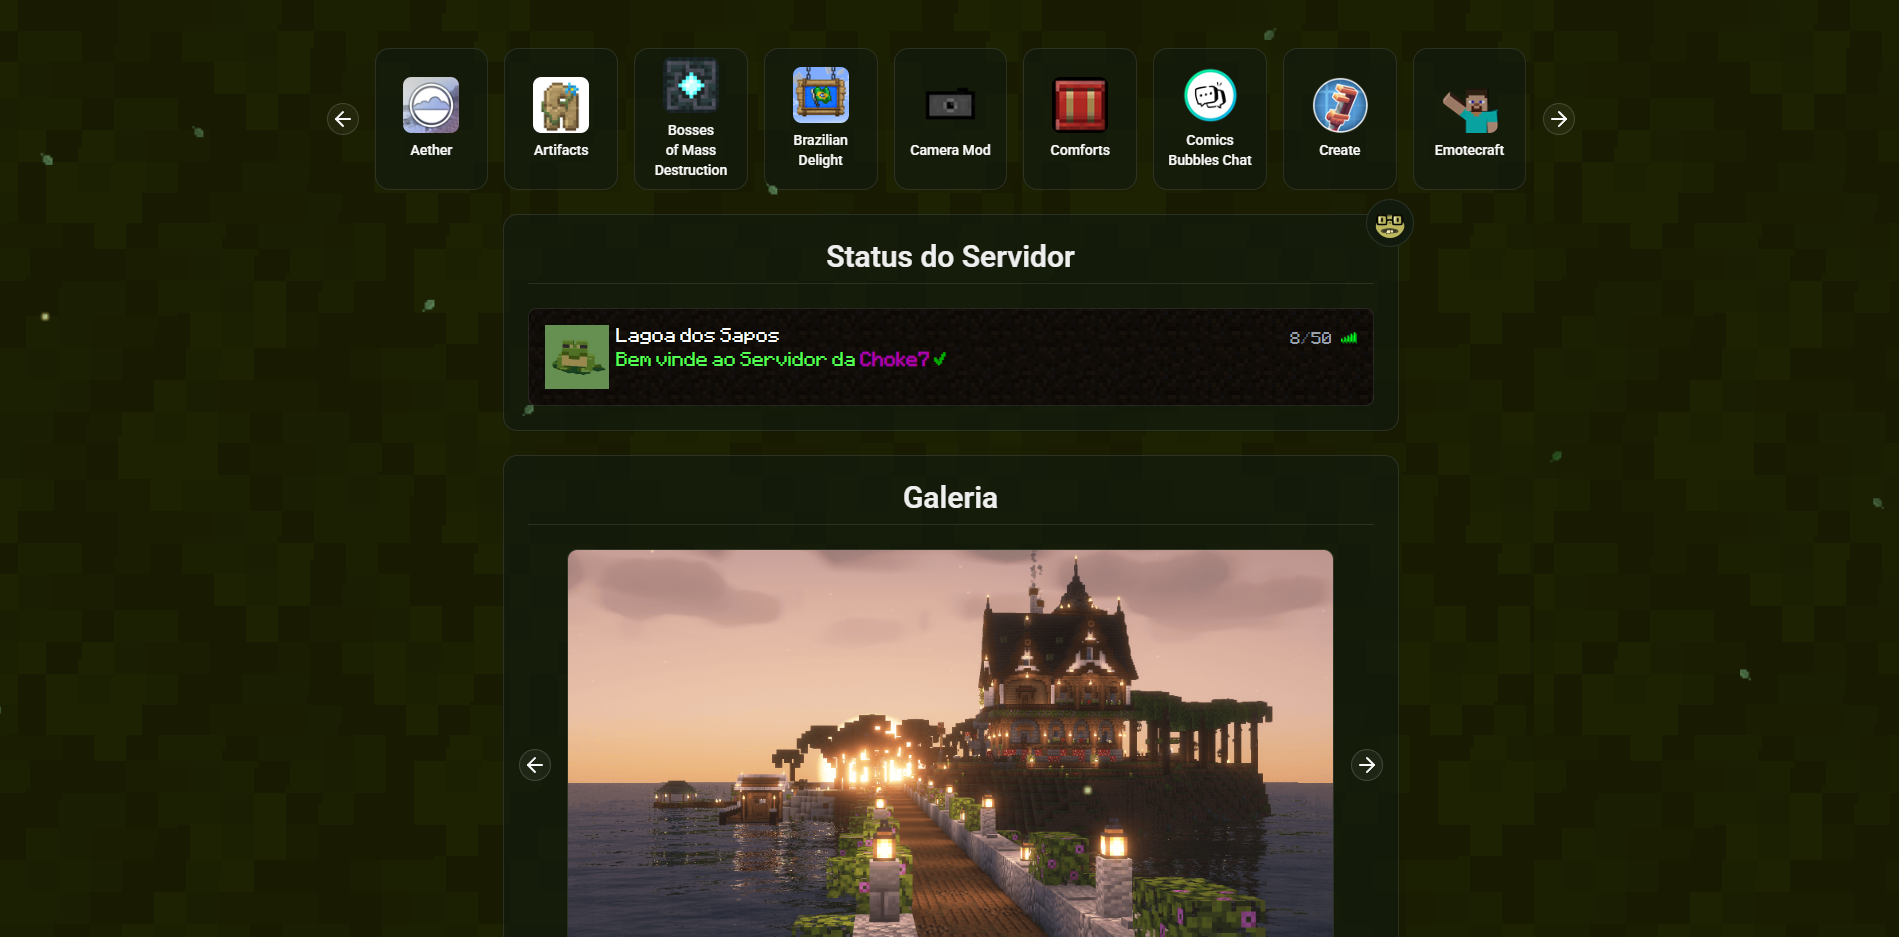 Aether
Artifacts
Bosses
of Mass
Destruction
Brazilian
Delight
Camera Mod
Comforts
Comics
Bubbles Chat
Create
Emotecraft
Status do Servidor
Lagoa dos Sapos
8/50
Bem vinde ao Servidor da Choke7 ✔
Galeria